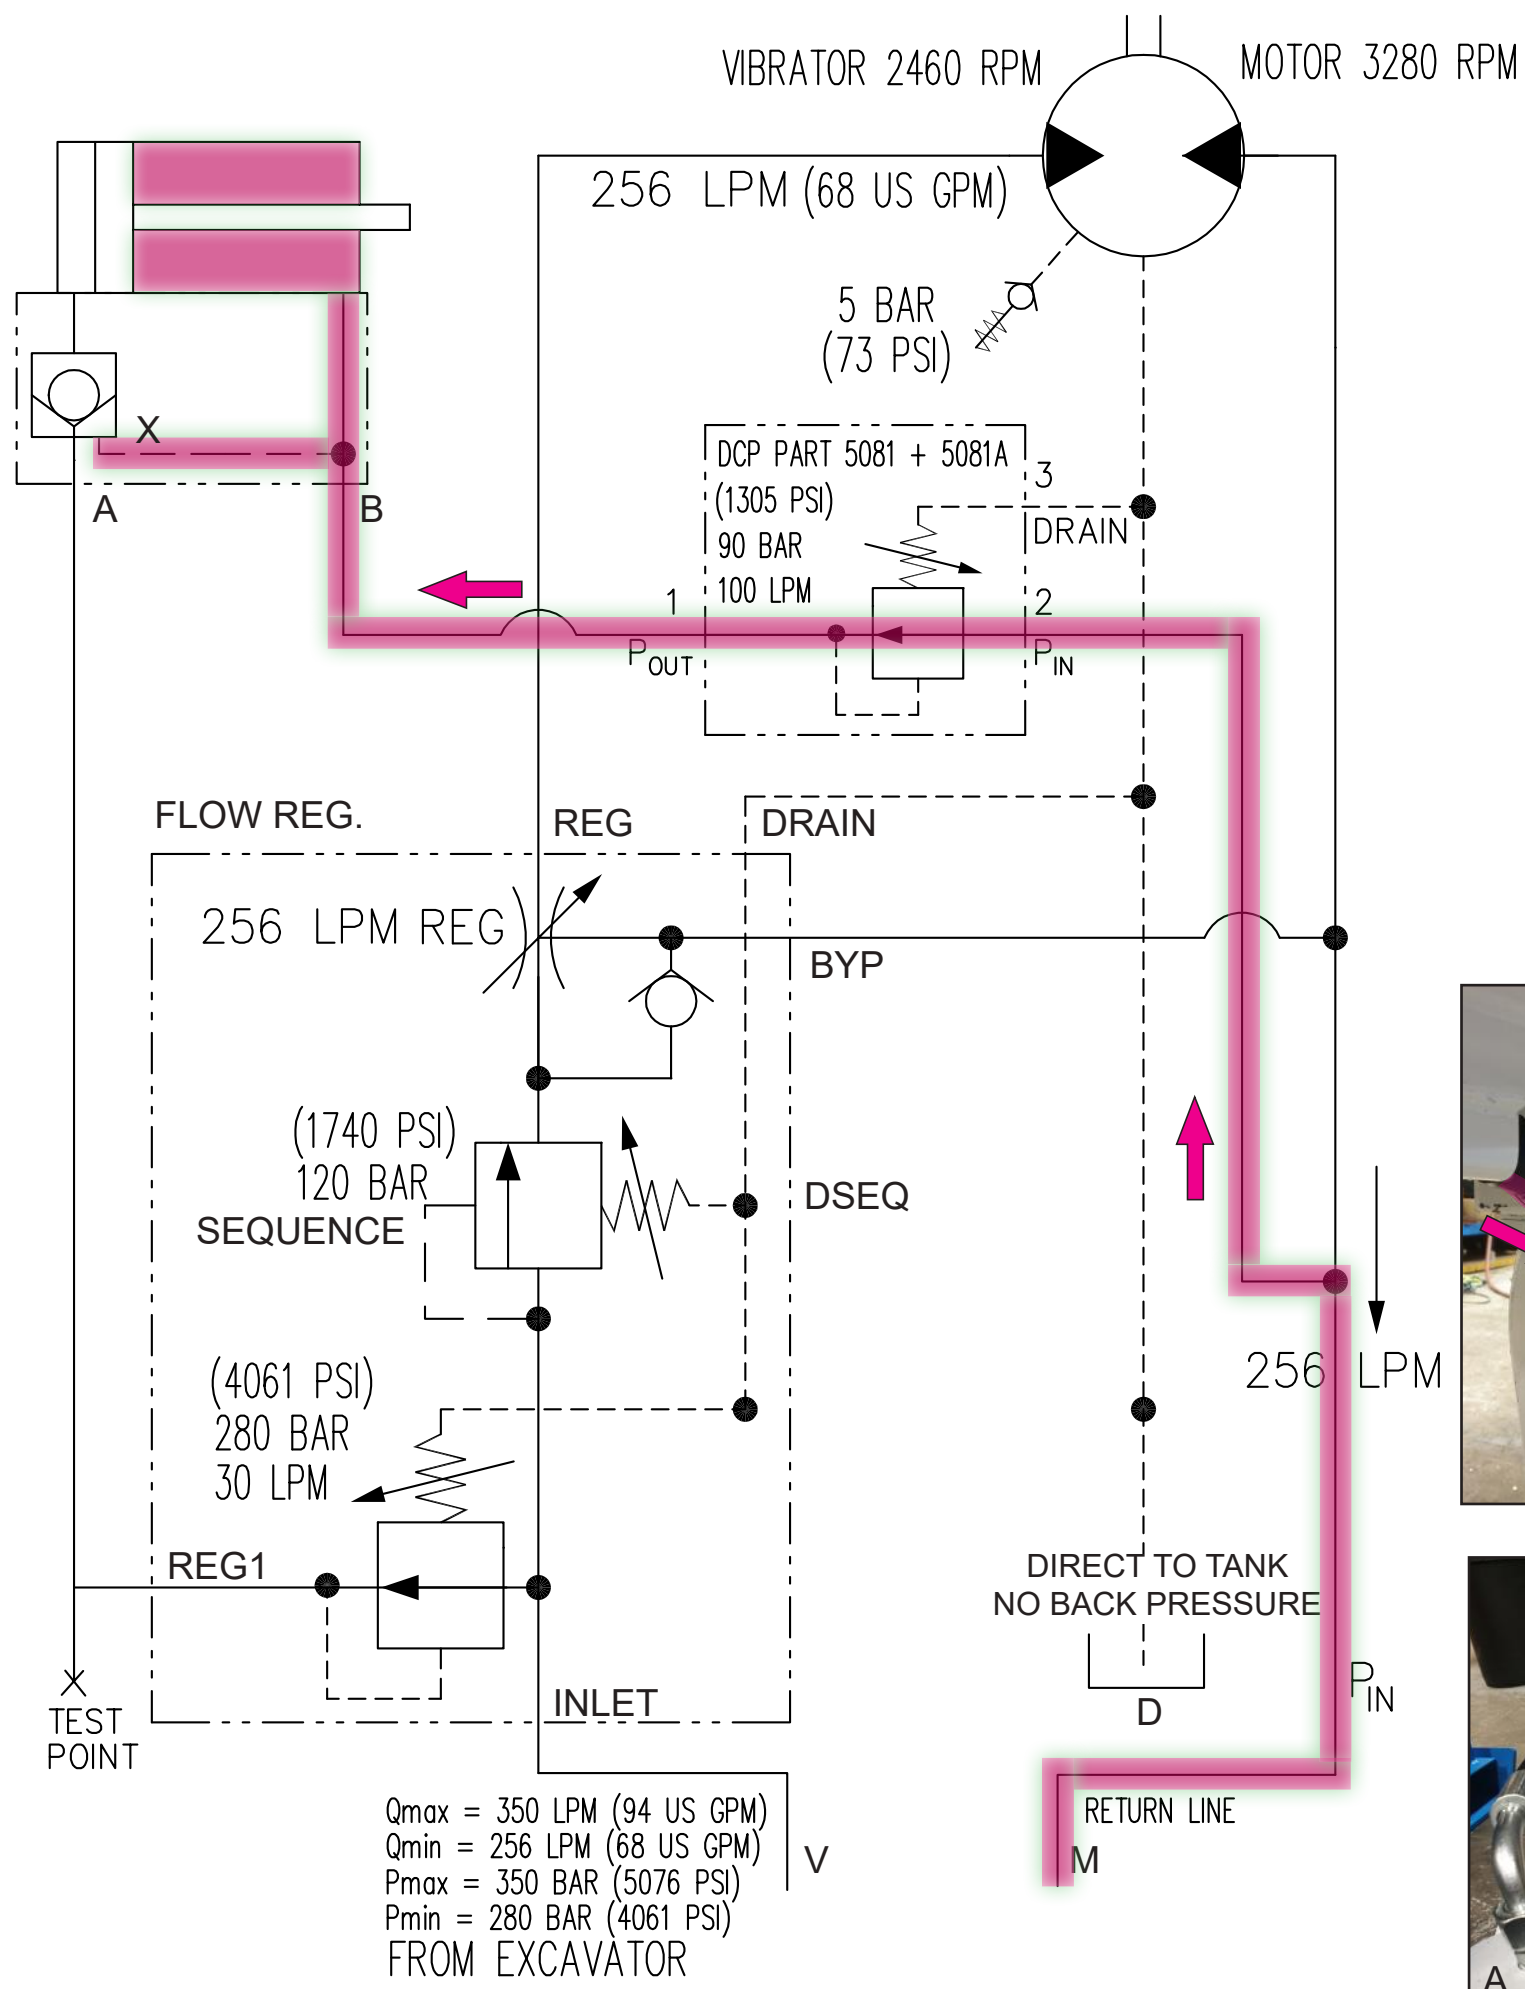 VIBRATOR 2460 RPM
MOTOR 3280 RPM
256 LPM (68 US GPM)
5 BAR
(73 PSI)
X
A
B
DCP PART 5081 + 5081A
(1305 PSI)
90 BAR
100 LPM
3
DRAIN
1
2
POUT
PIN
FLOW REG.
REG
DRAIN
256 LPM REG
BYP
(1740 PSI)
120 BAR
SEQUENCE
DSEQ
256 LPM
(4061 PSI)
280 BAR
30 LPM
REG1
DIRECT TO TANK
NO BACK PRESSURE
INLET
D
PIN
TEST
POINT
Qmax = 350 LPM (94 US GPM)
Qmin = 256 LPM (68 US GPM)
Pmax = 350 BAR (5076 PSI)
Pmin = 280 BAR (4061 PSI)
FROM EXCAVATOR
V
RETURN LINE
M
A